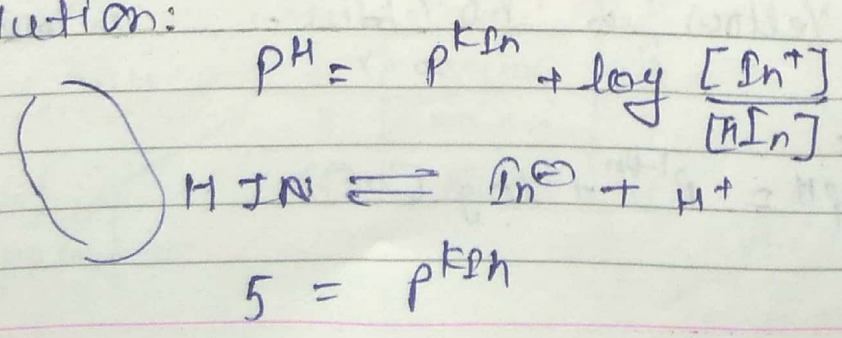 lution:
pH = pKIn + log [In+]/[HIn]
HIN ⇌ In⊖ + H+
5 = pKIn